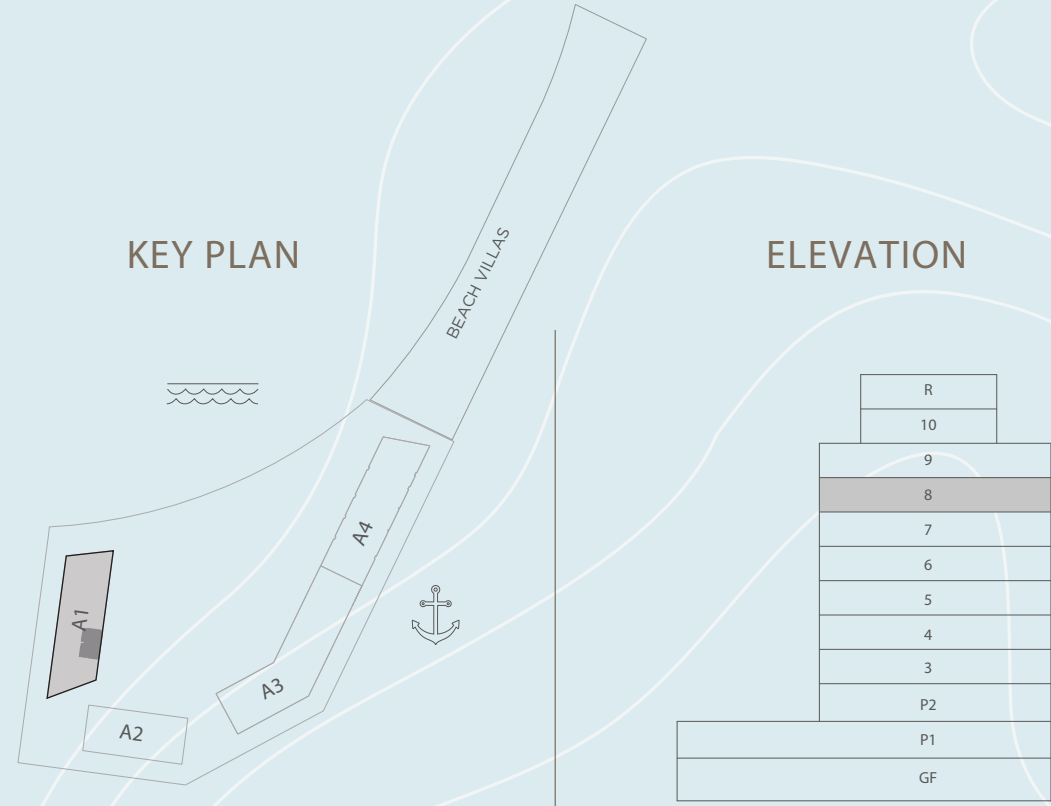 KEY PLAN
BEACH VILLAS
A4
A1
A3
A2
ELEVATION
R
10
9
8
7
6
5
4
3
P2
P1
GF